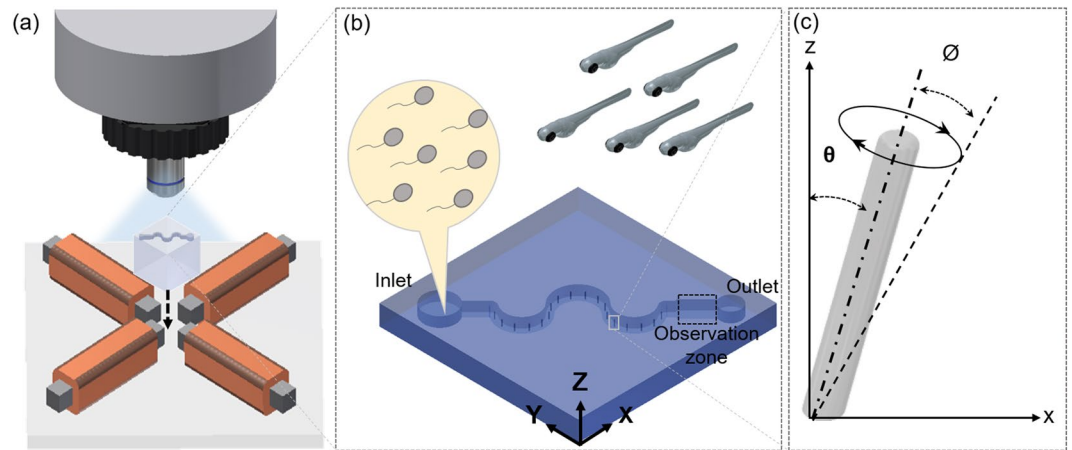 (a)
(b)
Inlet
Outlet
Observation
zone
Z
Y
X
(c)
z
Ø
θ
x